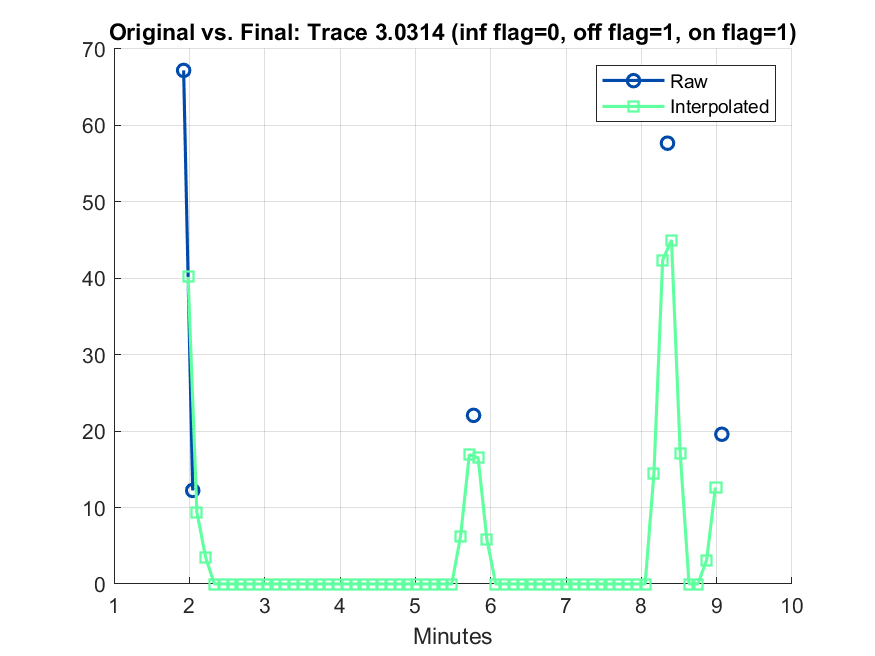 Original vs. Final: Trace 3.0314 (inf flag=0, off flag=1, on flag=1)
70
60
50
40
30
20
10
0
Raw
Interpolated
1 2 3 4 5 6 7 8 9 10
Minutes